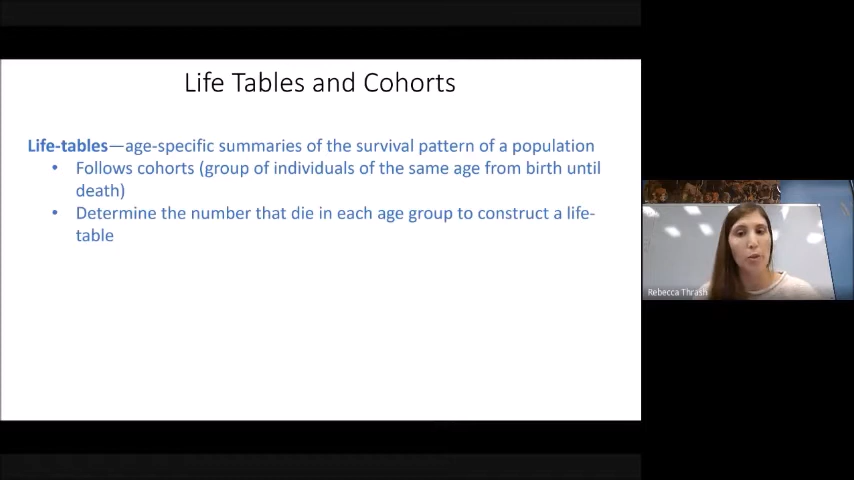 Life Tables and Cohorts
Life-tables—age-specific summaries of the survival pattern of a population
• Follows cohorts (group of individuals of the same age from birth until
death)
• Determine the number that die in each age group to construct a life-
table
Rebecca Thrash